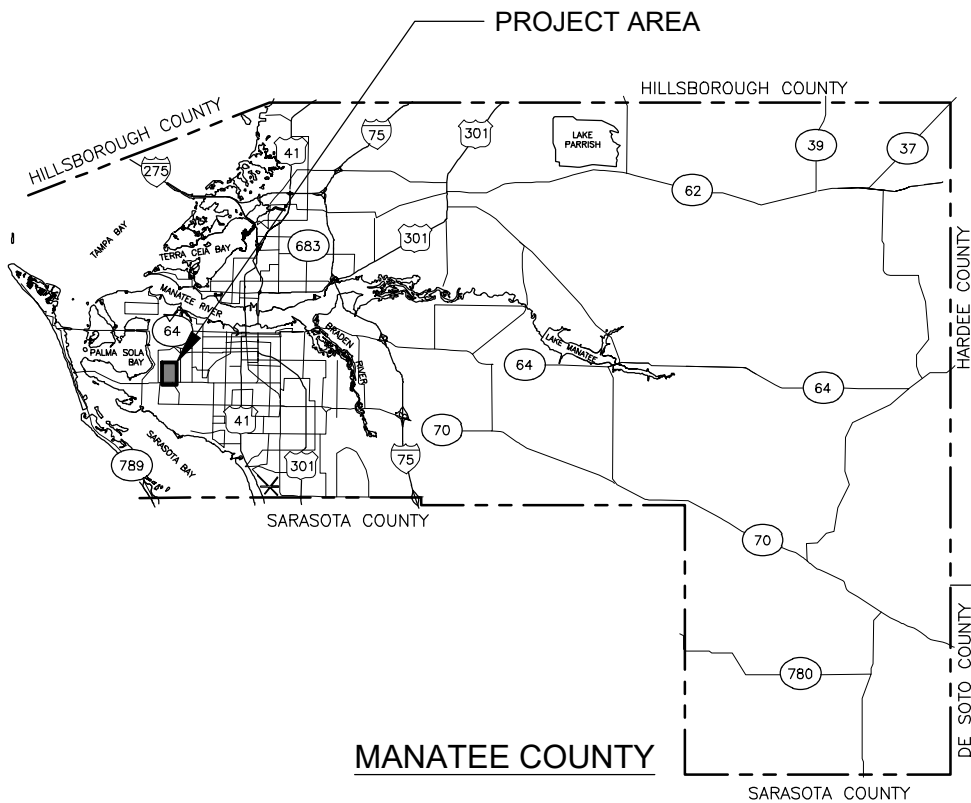 PROJECT AREA
HILLSBOROUGH COUNTY
HILLSBOROUGH COUNTY
41
75
301
LAKE
PARRISH
39
37
275
62
TAMPA BAY
TERRA CEIA BAY
683
301
HARDEE COUNTY
MANATEE RIVER
64
BRADEN
RIVER
LAKE MANATEE
PALMA SOLA
BAY
64
64
41
70
SARASOTA BAY
789
301
75
SARASOTA COUNTY
70
DE SOTO COUNTY
780
MANATEE COUNTY
SARASOTA COUNTY